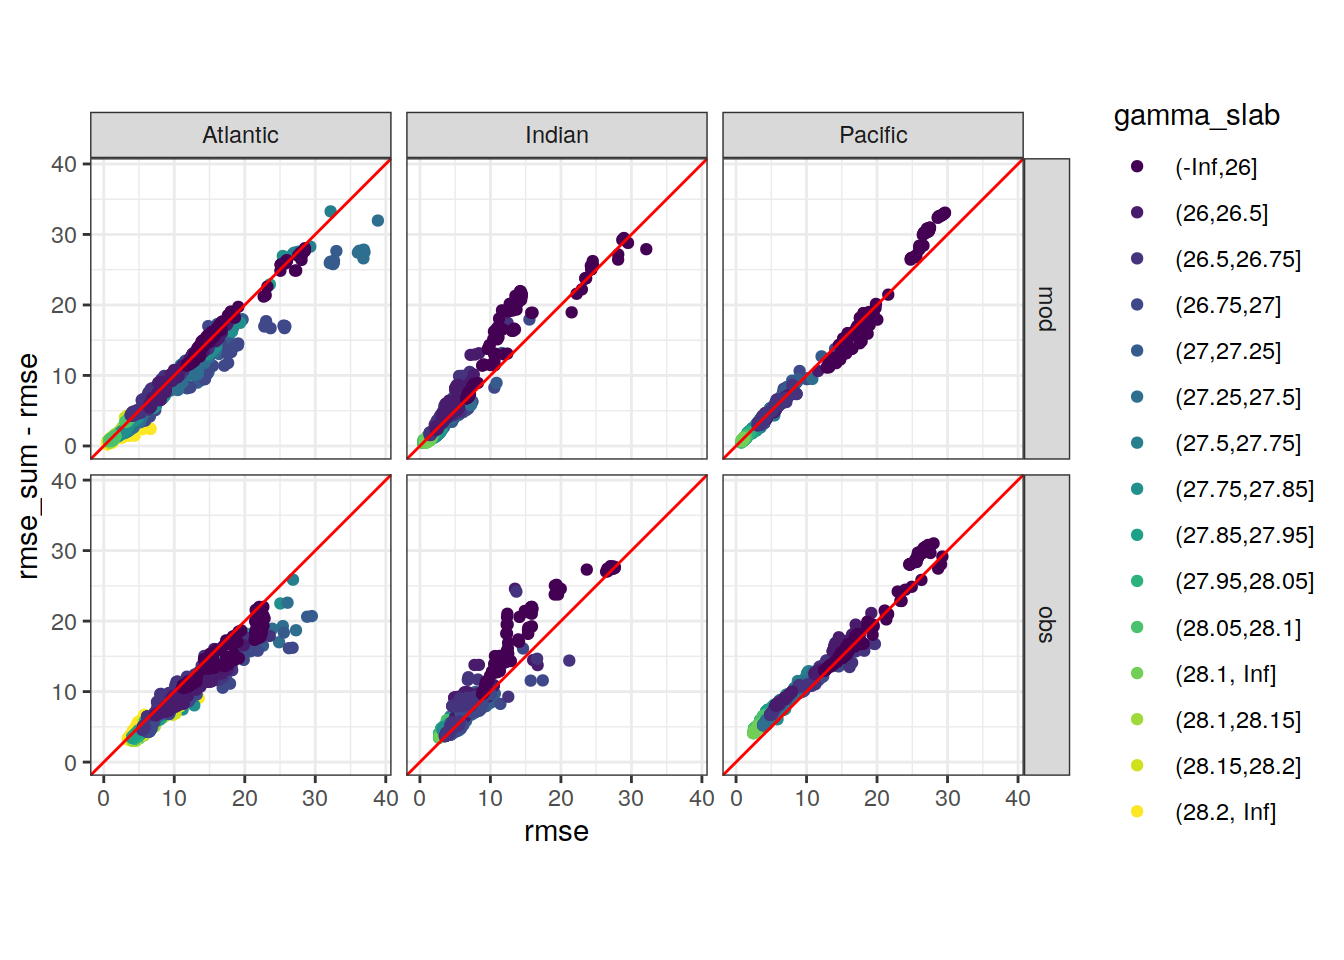 Atlantic
Indian
Pacific
gamma_slab
(-Inf,26]
(26,26.5]
(26.5,26.75]
(26.75,27]
(27,27.25]
(27.25,27.5]
(27.5,27.75]
(27.75,27.85]
(27.85,27.95]
(27.95,28.05]
(28.05,28.1]
(28.1, Inf]
(28.1,28.15]
(28.15,28.2]
(28.2, Inf]
mod
obs
rmse_sum - rmse
40
30
20
10
0
40
30
20
10
0
0 10 20 30 40
0 10 20 30 40
0 10 20 30 40
rmse